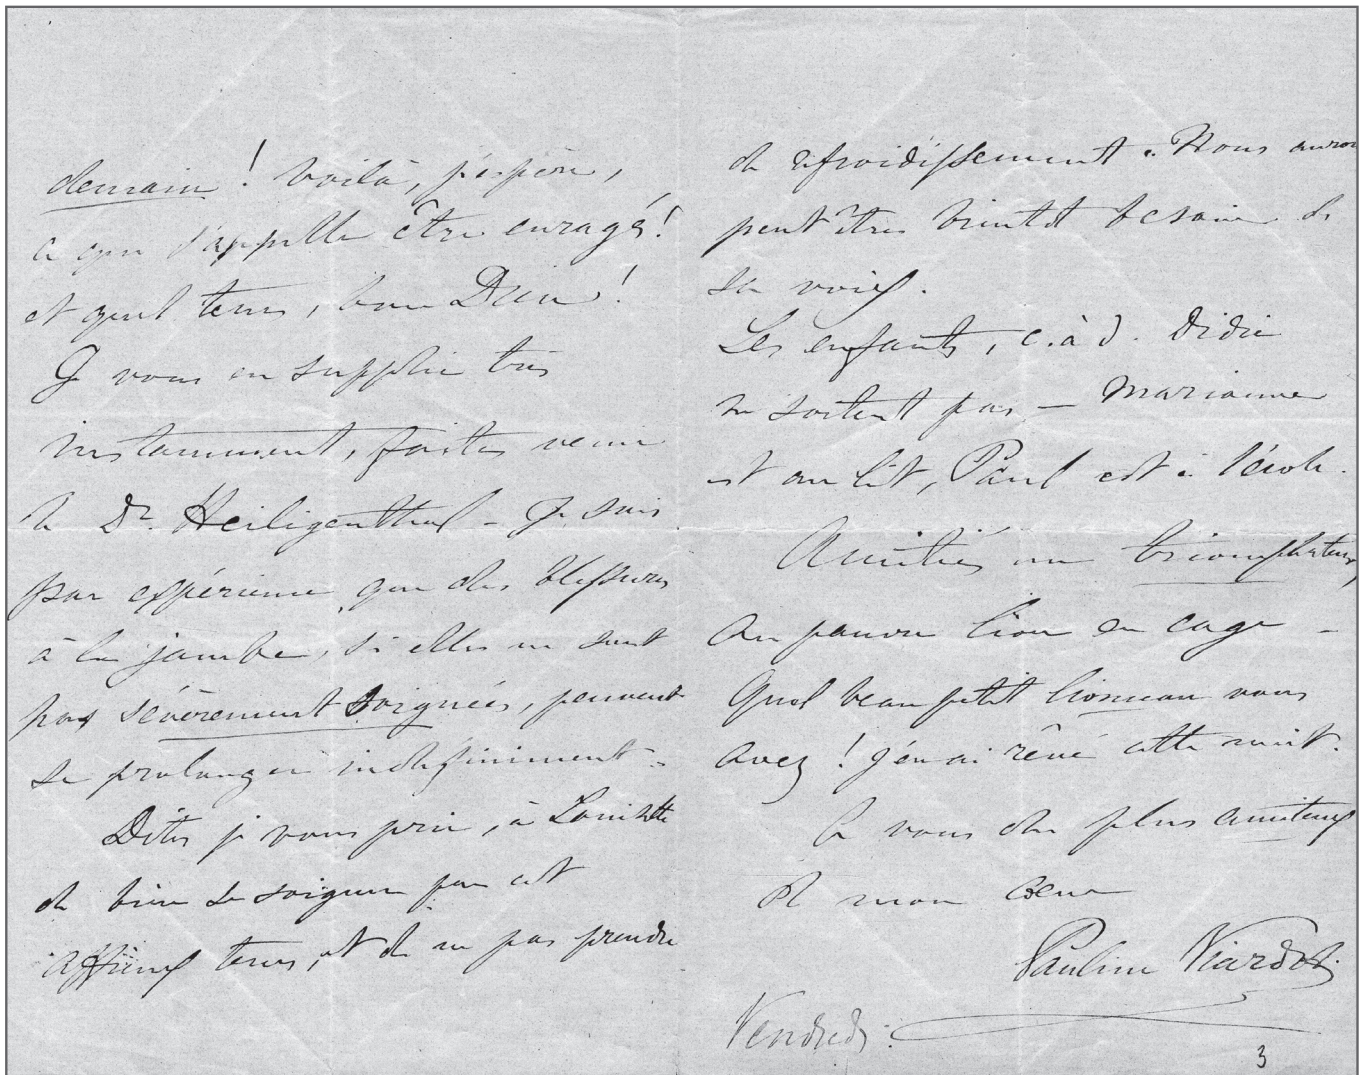 demain ! Voilà, j'espère,
ce qui s'appelle être enragé !
et quel tems, bon Dieu !
Je vous en supplie très
instamment, faites venir
le Dr Heiligenthal - Je sais
par expérience que des blessures
à la jambe, si elles ne sont
pas sévèrement soignées, peuvent
se prolonger indéfiniment -
Dites je vous prie, à Louisette
de bien se soigner par cet
affreux tems, et de ne pas prendre
de refroidissement. Nous aurons
peut être bientôt besoin de
sa voix.
Les enfants, c. à d. Didie
ne sortent pas — Marianne
est au lit, Paul est à l'école.
Amitiés au triomphateur,
au pauvre lion en cage -
Quel beau petit lionceau vous
avez ! J'en ai rêvé cette nuit.
A vous du plus amiteux
de mon coeur
Pauline Viardot
Vendredi.
3